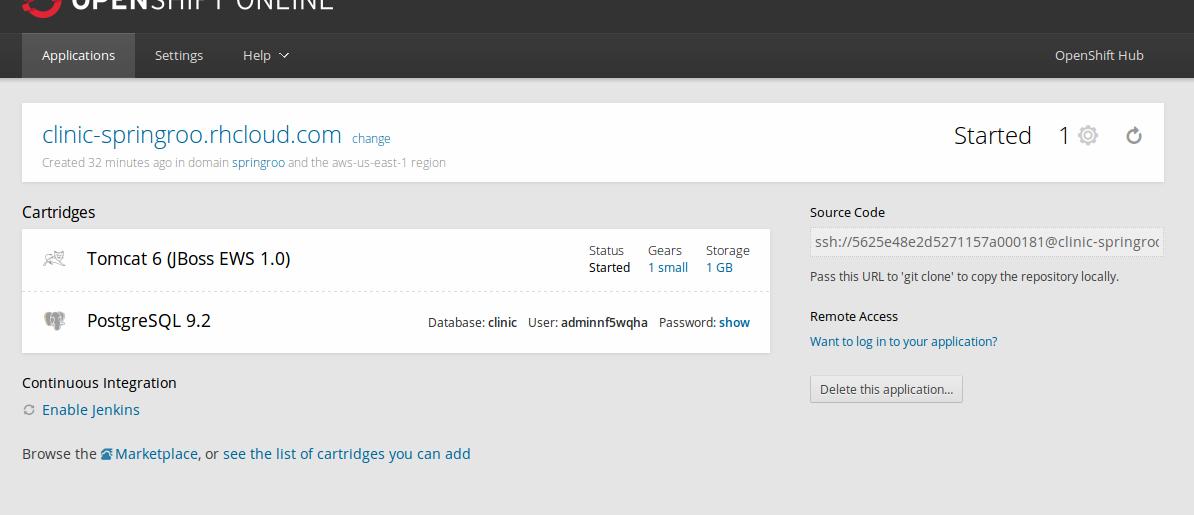 OPENSHIFT ONLINE
Applications Settings Help OpenShift Hub
clinic-springroo.rhcloud.com change
Started 1
Created 32 minutes ago in domain springroo and the aws-us-east-1 region
Cartridges
Tomcat 6 (JBoss EWS 1.0)
Status Gears Storage
Started 1 small 1 GB
PostgreSQL 9.2
Database: clinic User: adminnf5wqha Password: show
Continuous Integration
Enable Jenkins
Browse the Marketplace, or see the list of cartridges you can add
Source Code
ssh://5625e48e2d5271157a000181@clinic-springroo
Pass this URL to 'git clone' to copy the repository locally.
Remote Access
Want to log in to your application?
Delete this application...